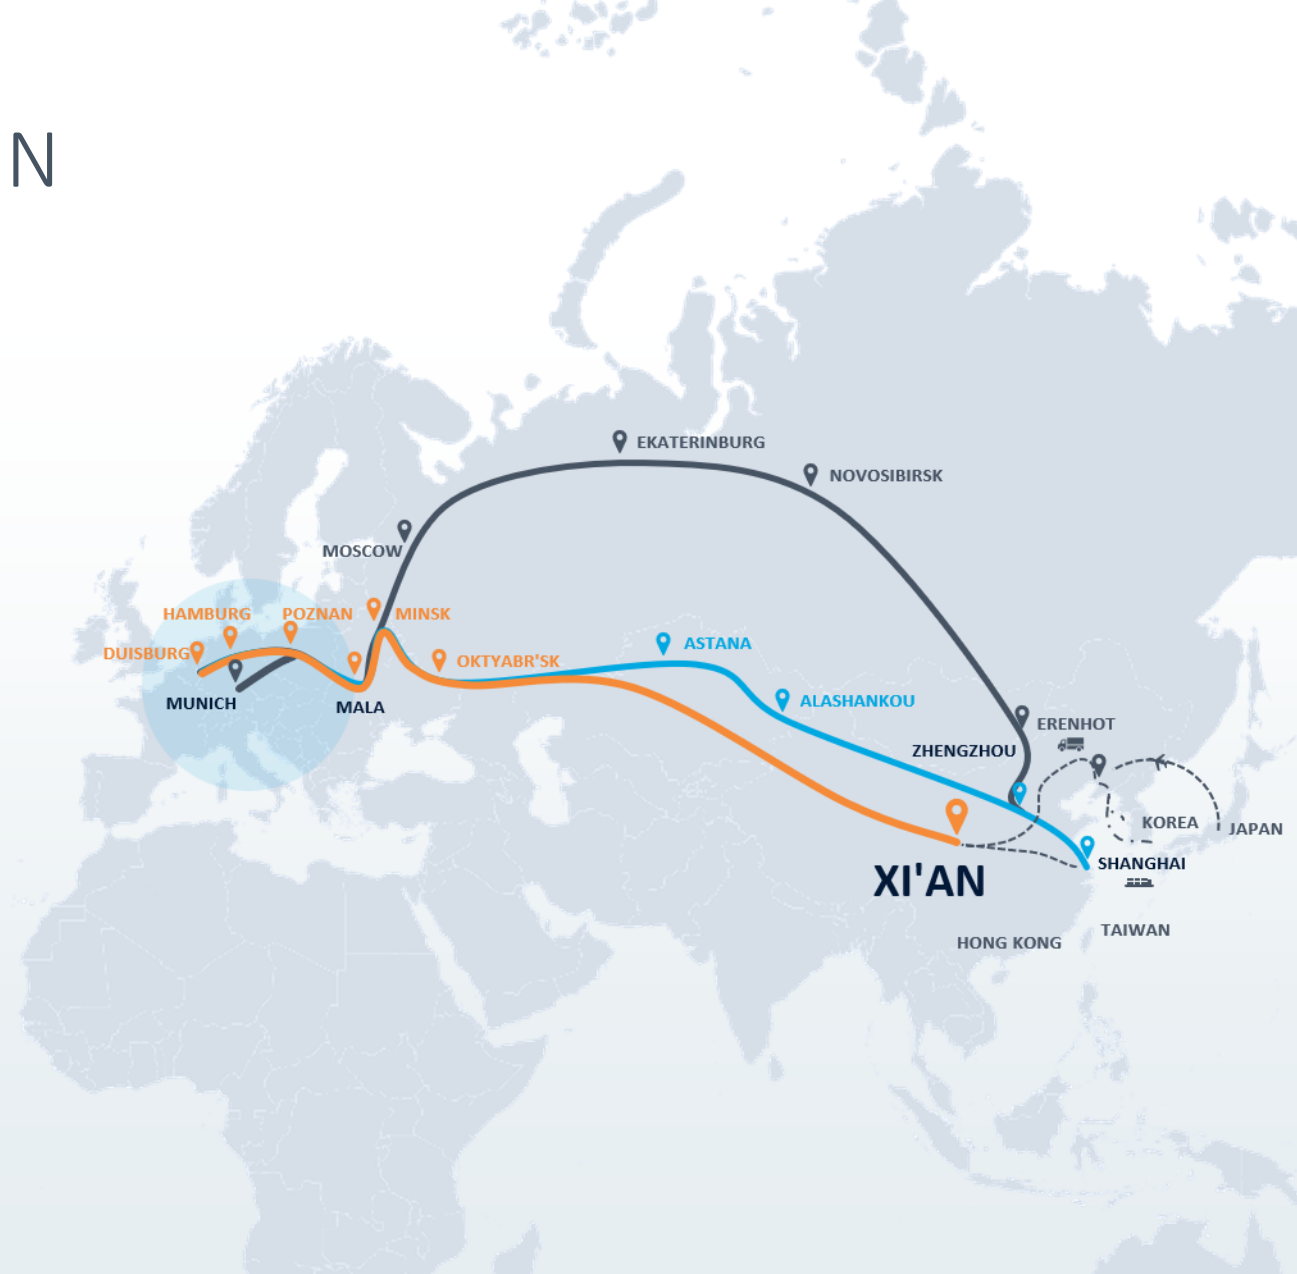 N
EKATERINBURG
NOVOSIBIRSK
MOSCOW
HAMBURG
POZNAN
MINSK
DUISBURG
OKTYABR'SK
ASTANA
MUNICH
MALA
ALASHANKOU
ERENHOT
ZHENGZHOU
KOREA
JAPAN
SHANGHAI
XI'AN
TAIWAN
HONG KONG